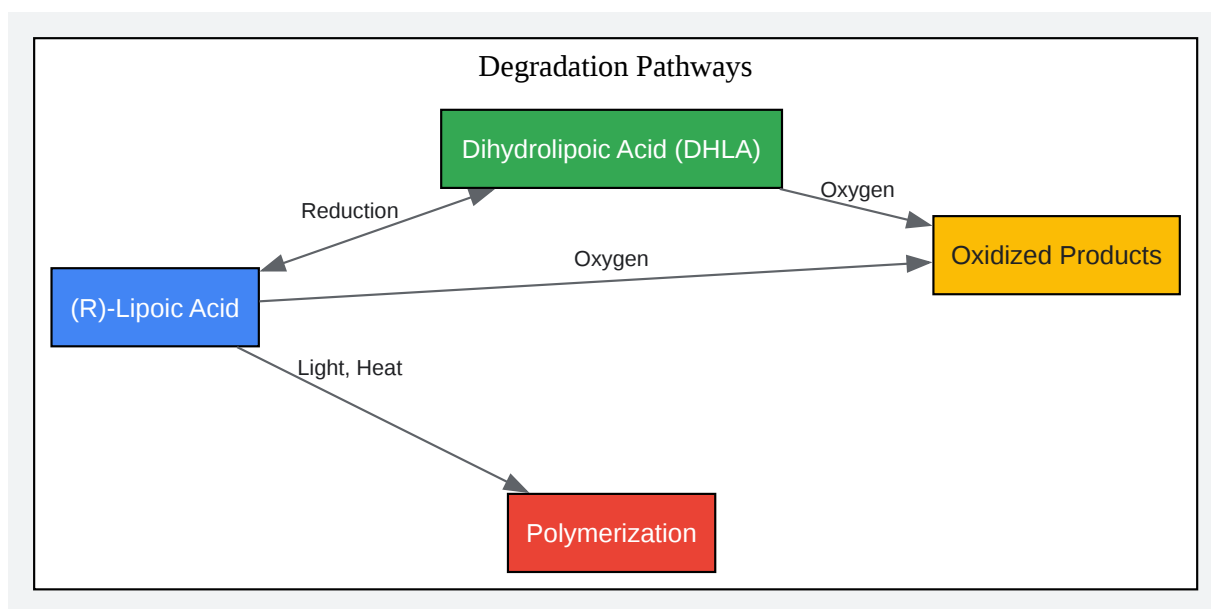 Degradation Pathways
Dihydrolipoic Acid (DHLA)
Oxygen
Reduction
Oxygen
Oxidized Products
(R)-Lipoic Acid
Light, Heat
Polymerization